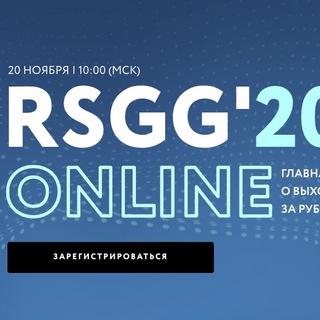 20 НОЯБРЯ | 10:00 (МСК)
RSGG'20
ONLINE
ГЛАВНА
О ВЫХО
ЗА РУБ
ЗАРЕГИСТРИРОВАТЬСЯ